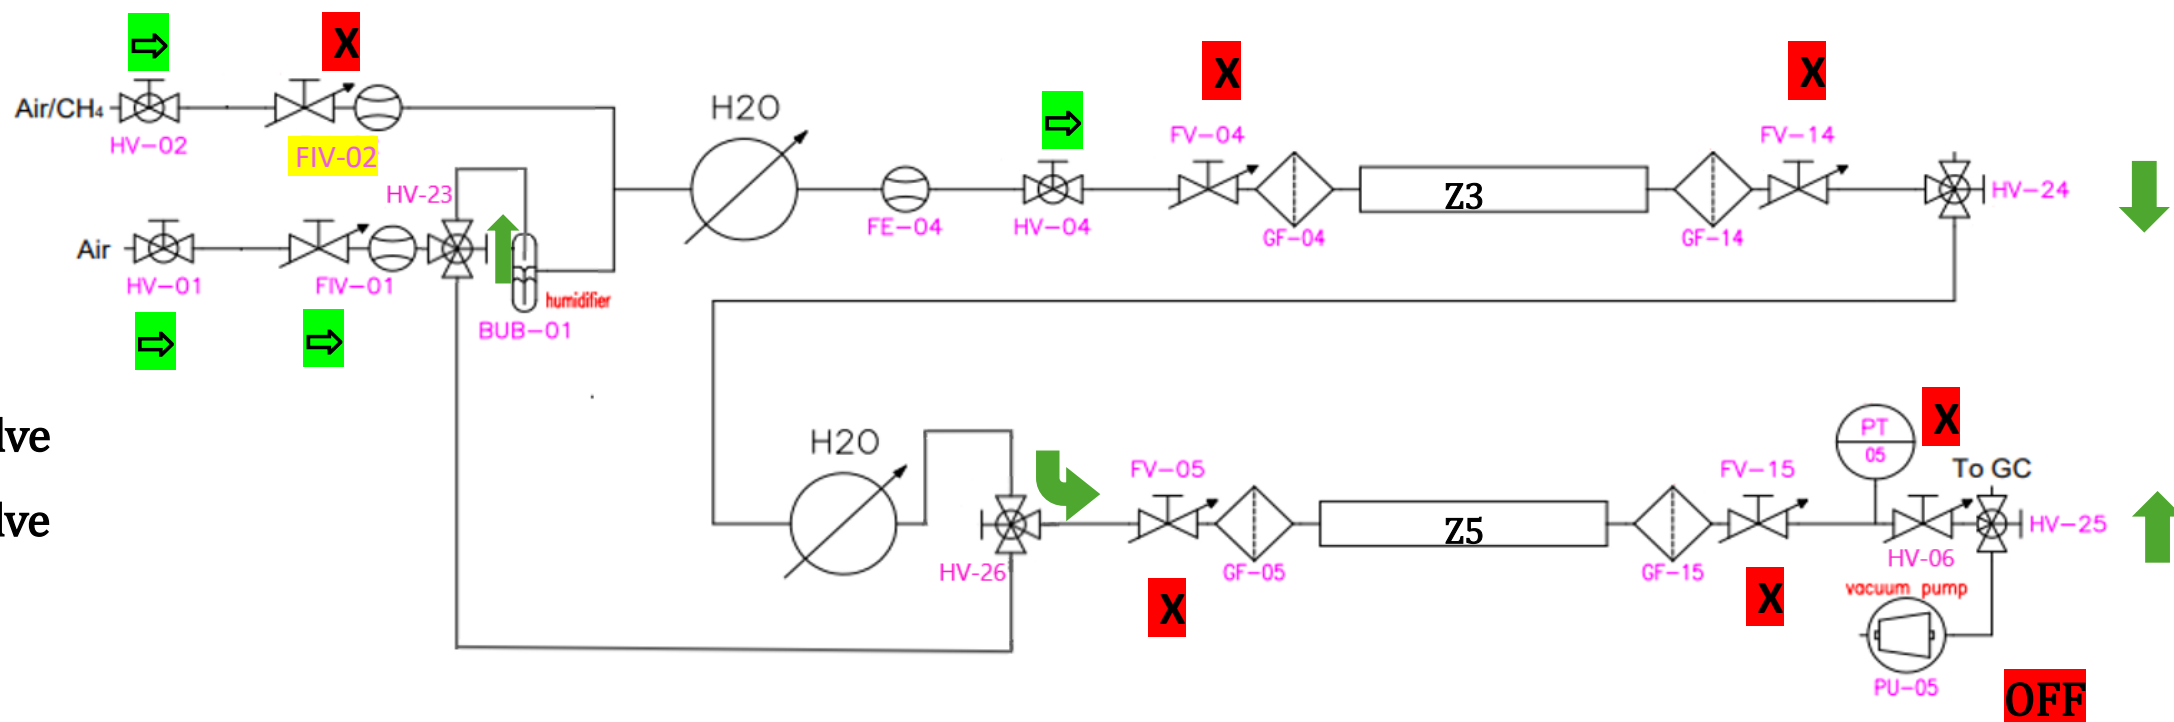 X
Air/CH₄
HV-02
FIV-02
H2O
X
FV-04
X
FV-14
HV-23
FE-04
HV-04
GF-04
Z3
GF-14
HV-24
Air
HV-01
FIV-01
humidifier
BUB-01
lve
lve
H2O
HV-26
FV-05
X
GF-05
Z5
GF-15
FV-15
X
PT
05
X
To GC
HV-25
HV-06
vacuum pump
PU-05
OFF